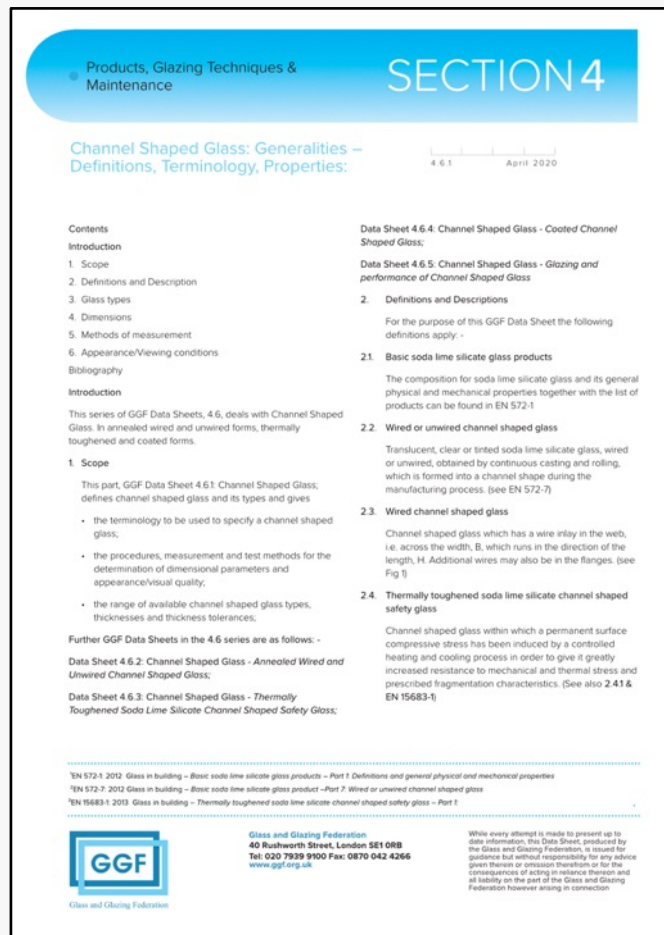 Products, Glazing Techniques &
Maintenance
SECTION 4
Channel Shaped Glass: Generalities –
Definitions, Terminology, Properties:
4.6.1 April 2020
Contents
Introduction
1. Scope
2. Definitions and Description
3. Glass types
4. Dimensions
5. Methods of measurement
6. Appearance/Viewing conditions
Bibliography
Introduction
This series of GGF Data Sheets, 4.6, deals with Channel Shaped
Glass. In annealed wired and unwired forms, thermally
toughened and coated forms.
1. Scope
This part, GGF Data Sheet 4.6.1: Channel Shaped Glass;
defines channel shaped glass and its types and gives
• the terminology to be used to specify a channel shaped
glass;
• the procedures, measurement and test methods for the
determination of dimensional parameters and
appearance/visual quality;
• the range of available channel shaped glass types,
thicknesses and thickness tolerances;
Further GGF Data Sheets in the 4.6 series are as follows: -
Data Sheet 4.6.2: Channel Shaped Glass - Annealed Wired and
Unwired Channel Shaped Glass;
Data Sheet 4.6.3: Channel Shaped Glass - Thermally
Toughened Soda Lime Silicate Channel Shaped Safety Glass;
Data Sheet 4.6.4: Channel Shaped Glass - Coated Channel
Shaped Glass;
Data Sheet 4.6.5: Channel Shaped Glass - Glazing and
performance of Channel Shaped Glass
2. Definitions and Descriptions
For the purpose of this GGF Data Sheet the following
definitions apply: -
2.1. Basic soda lime silicate glass products
The composition for soda lime silicate glass and its general
physical and mechanical properties together with the list of
products can be found in EN 572-1
2.2. Wired or unwired channel shaped glass
Translucent, clear or tinted soda lime silicate glass, wired
or unwired, obtained by continuous casting and rolling,
which is formed into a channel shape during the
manufacturing process. (see EN 572-7)
2.3. Wired channel shaped glass
Channel shaped glass which has a wire inlay in the web,
i.e. across the width, B, which runs in the direction of the
length, H. Additional wires may also be in the flanges. (see
Fig 1)
2.4. Thermally toughened soda lime silicate channel shaped
safety glass
Channel shaped glass within which a permanent surface
compressive stress has been induced by a controlled
heating and cooling process in order to give it greatly
increased resistance to mechanical and thermal stress and
prescribed fragmentation characteristics. (See also 2.4.1 &
EN 15683-1)
¹EN 572-1: 2012 Glass in building – Basic soda lime silicate glass products – Part 1: Definitions and general physical and mechanical properties
²EN 572-7: 2012 Glass in building – Basic soda lime silicate glass product –Part 7: Wired or unwired channel shaped glass
³EN 15683-1: 2013 Glass in building – Thermally toughened soda lime silicate channel shaped safety glass – Part 1:
GGF
Glass and Glazing Federation
Glass and Glazing Federation
40 Rushworth Street, London SE1 0RB
Tel: 020 7939 9100 Fax: 0870 042 4266
www.ggf.org.uk
While every attempt is made to present up to
date information, this Data Sheet, produced by
the Glass and Glazing Federation, is issued for
guidance but without responsibility for any advice
given therein or omission therefrom or for the
consequences of acting in reliance thereon and
all liability on the part of the Glass and Glazing
Federation however arising in connection